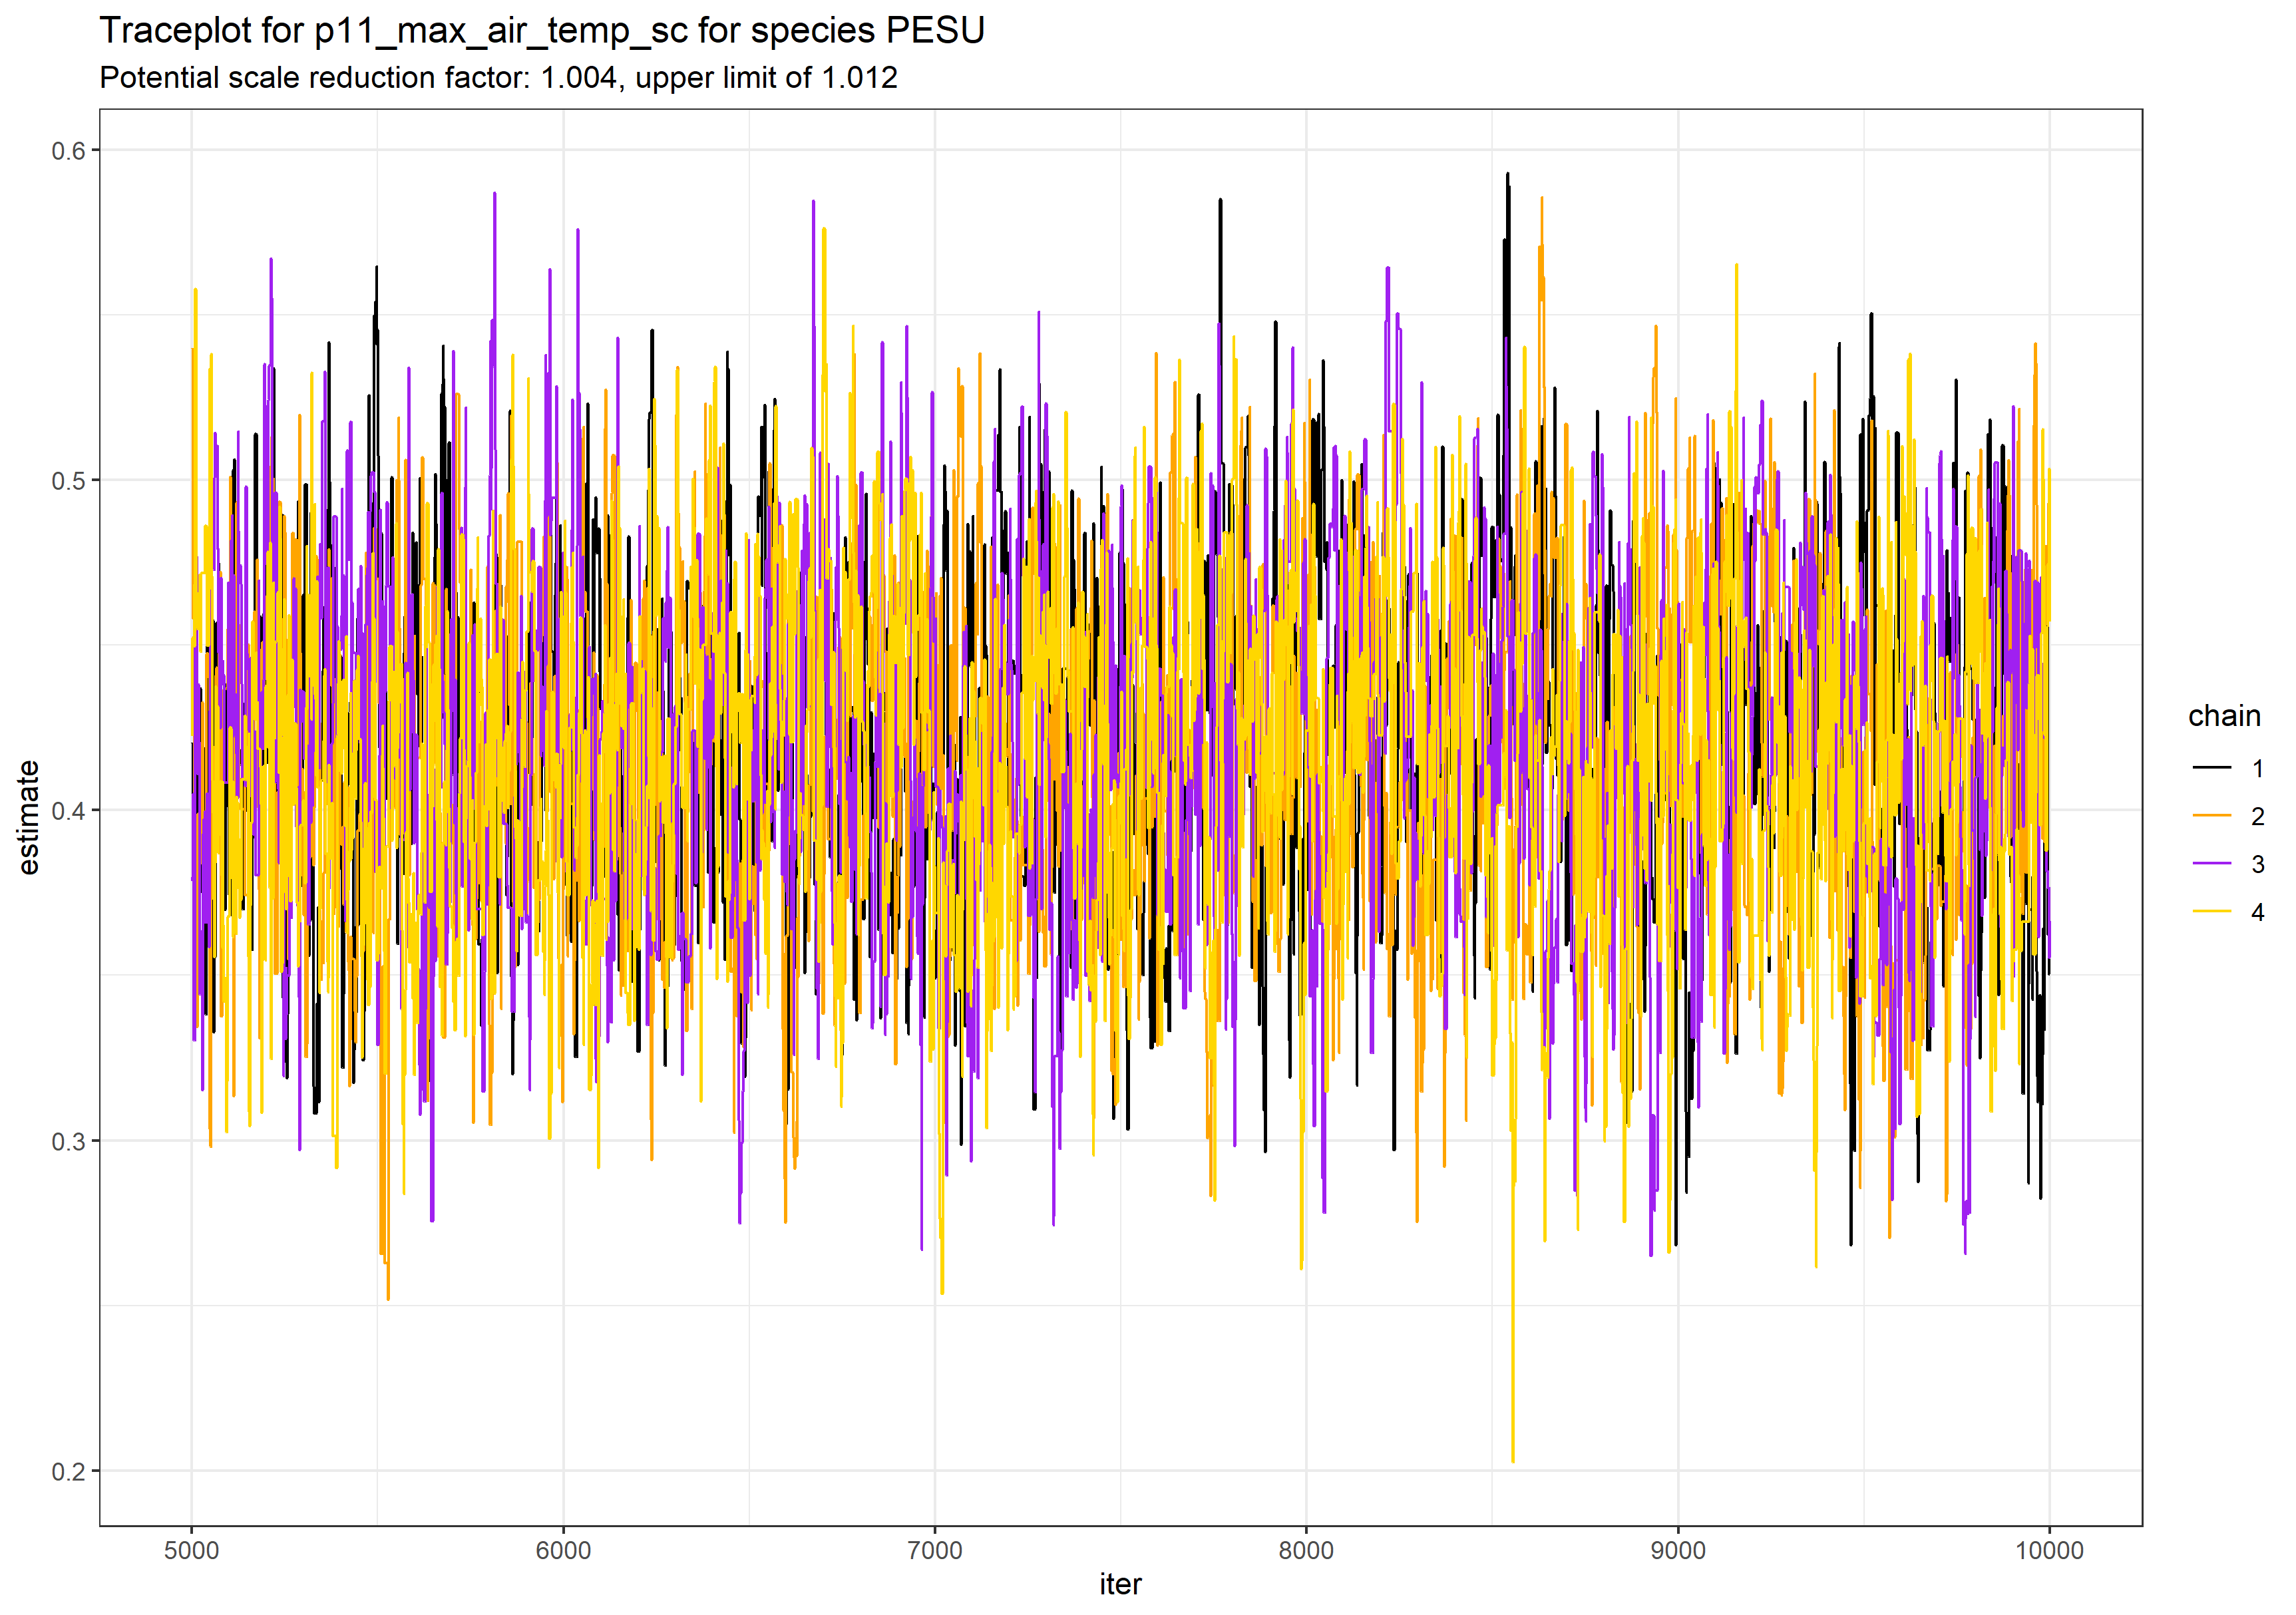 Traceplot for p11_max_air_temp_sc for species PESU
Potential scale reduction factor: 1.004, upper limit of 1.012
0.6
0.5
0.4
0.3
0.2
estimate
5000 6000 7000 8000 9000 10000
iter
chain
1
2
3
4